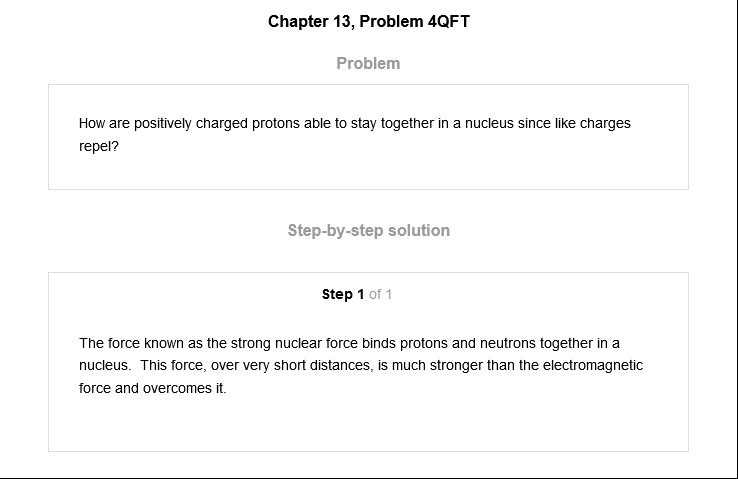 Chapter 13, Problem 4QFT
Problem
How are positively charged protons able to stay together in a nucleus since like charges
repel?
Step-by-step solution
Step 1 of 1
The force known as the strong nuclear force binds protons and neutrons together in a
nucleus.  This force, over very short distances, is much stronger than the electromagnetic
force and overcomes it.